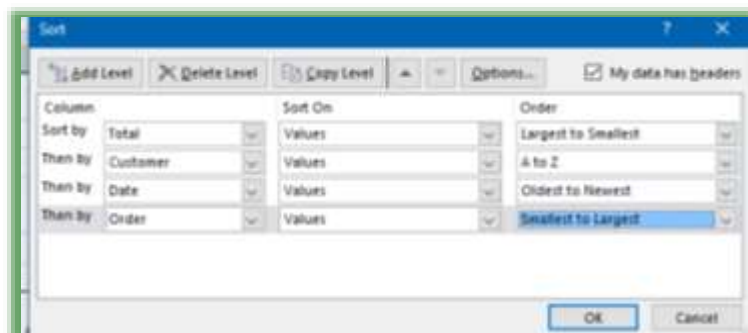 Sort ? ×
Add Level Delete Level Copy Level Options... My data has headers
Column Sort On Order
Sort by Total Values Largest to Smallest
Then by Customer Values A to Z
Then by Date Values Oldest to Newest
Then by Order Values Smallest to Largest
OK Cancel